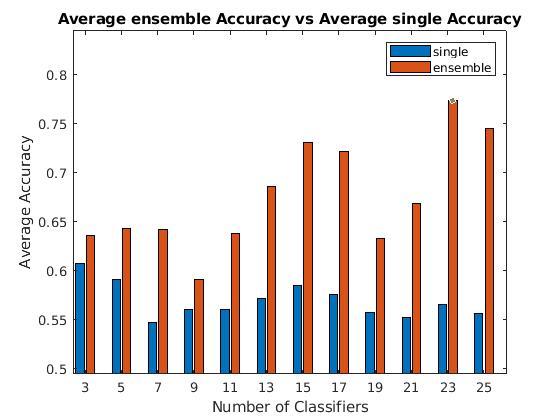 Average ensemble Accuracy vs Average single Accuracy
single
ensemble
0.8
0.75
0.7
0.65
0.6
0.55
0.5
Average Accuracy
3 5 7 9 11 13 15 17 19 21 23 25
Number of Classifiers